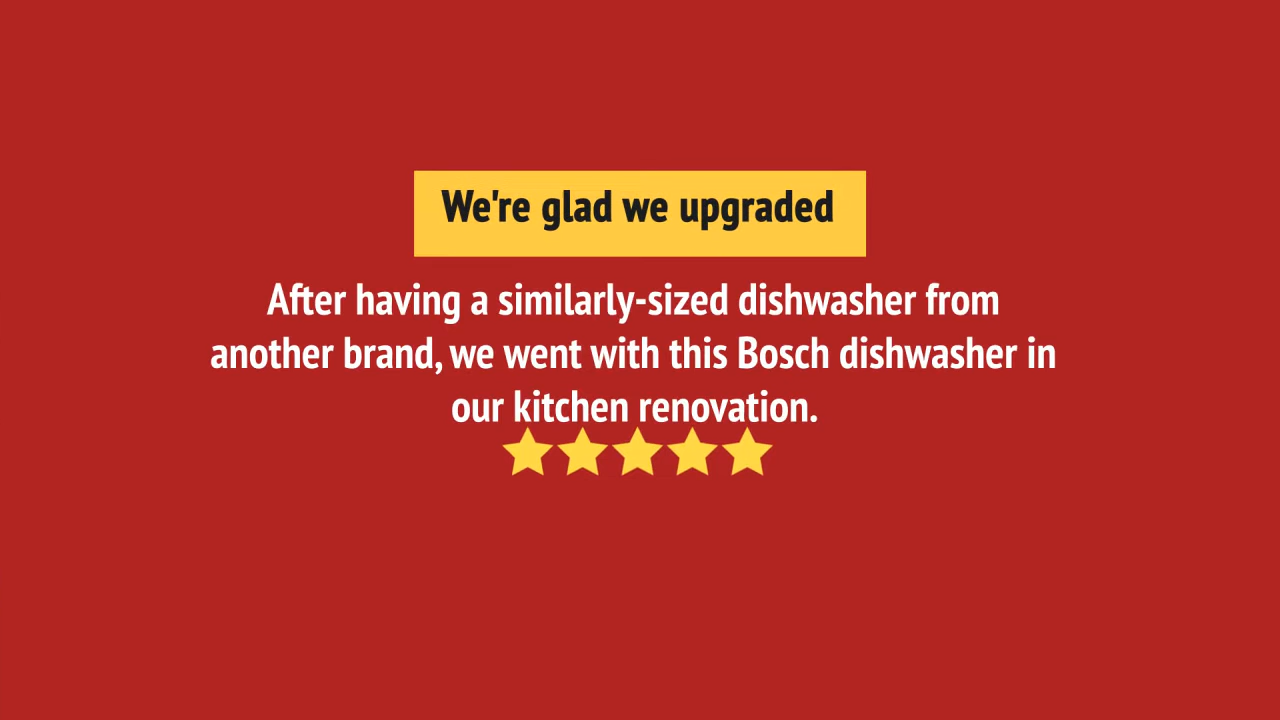 We're glad we upgraded
After having a similarly-sized dishwasher from
another brand, we went with this Bosch dishwasher in
our kitchen renovation.